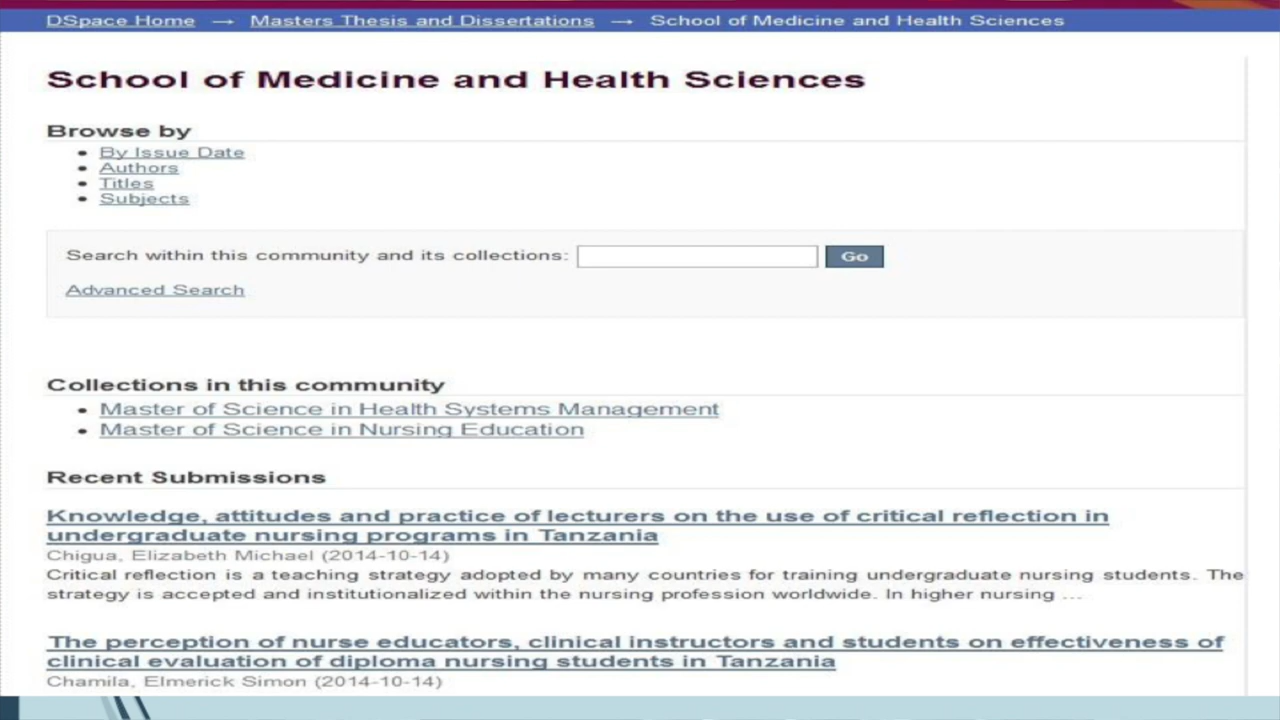 DSpace Home → Masters Thesis and Dissertations → School of Medicine and Health Sciences
School of Medicine and Health Sciences
Browse by
• By Issue Date
• Authors
• Titles
• Subjects
Search within this community and its collections: Go
Advanced Search
Collections in this community
• Master of Science in Health Systems Management
• Master of Science in Nursing Education
Recent Submissions
Knowledge, attitudes and practice of lecturers on the use of critical reflection in
undergraduate nursing programs in Tanzania
Chigua, Elizabeth Michael (2014-10-14)
Critical reflection is a teaching strategy adopted by many countries for training undergraduate nursing students. The
strategy is accepted and institutionalized within the nursing profession worldwide. In higher nursing ...
The perception of nurse educators, clinical instructors and students on effectiveness of
clinical evaluation of diploma nursing students in Tanzania
Chamila, Elmerick Simon (2014-10-14)